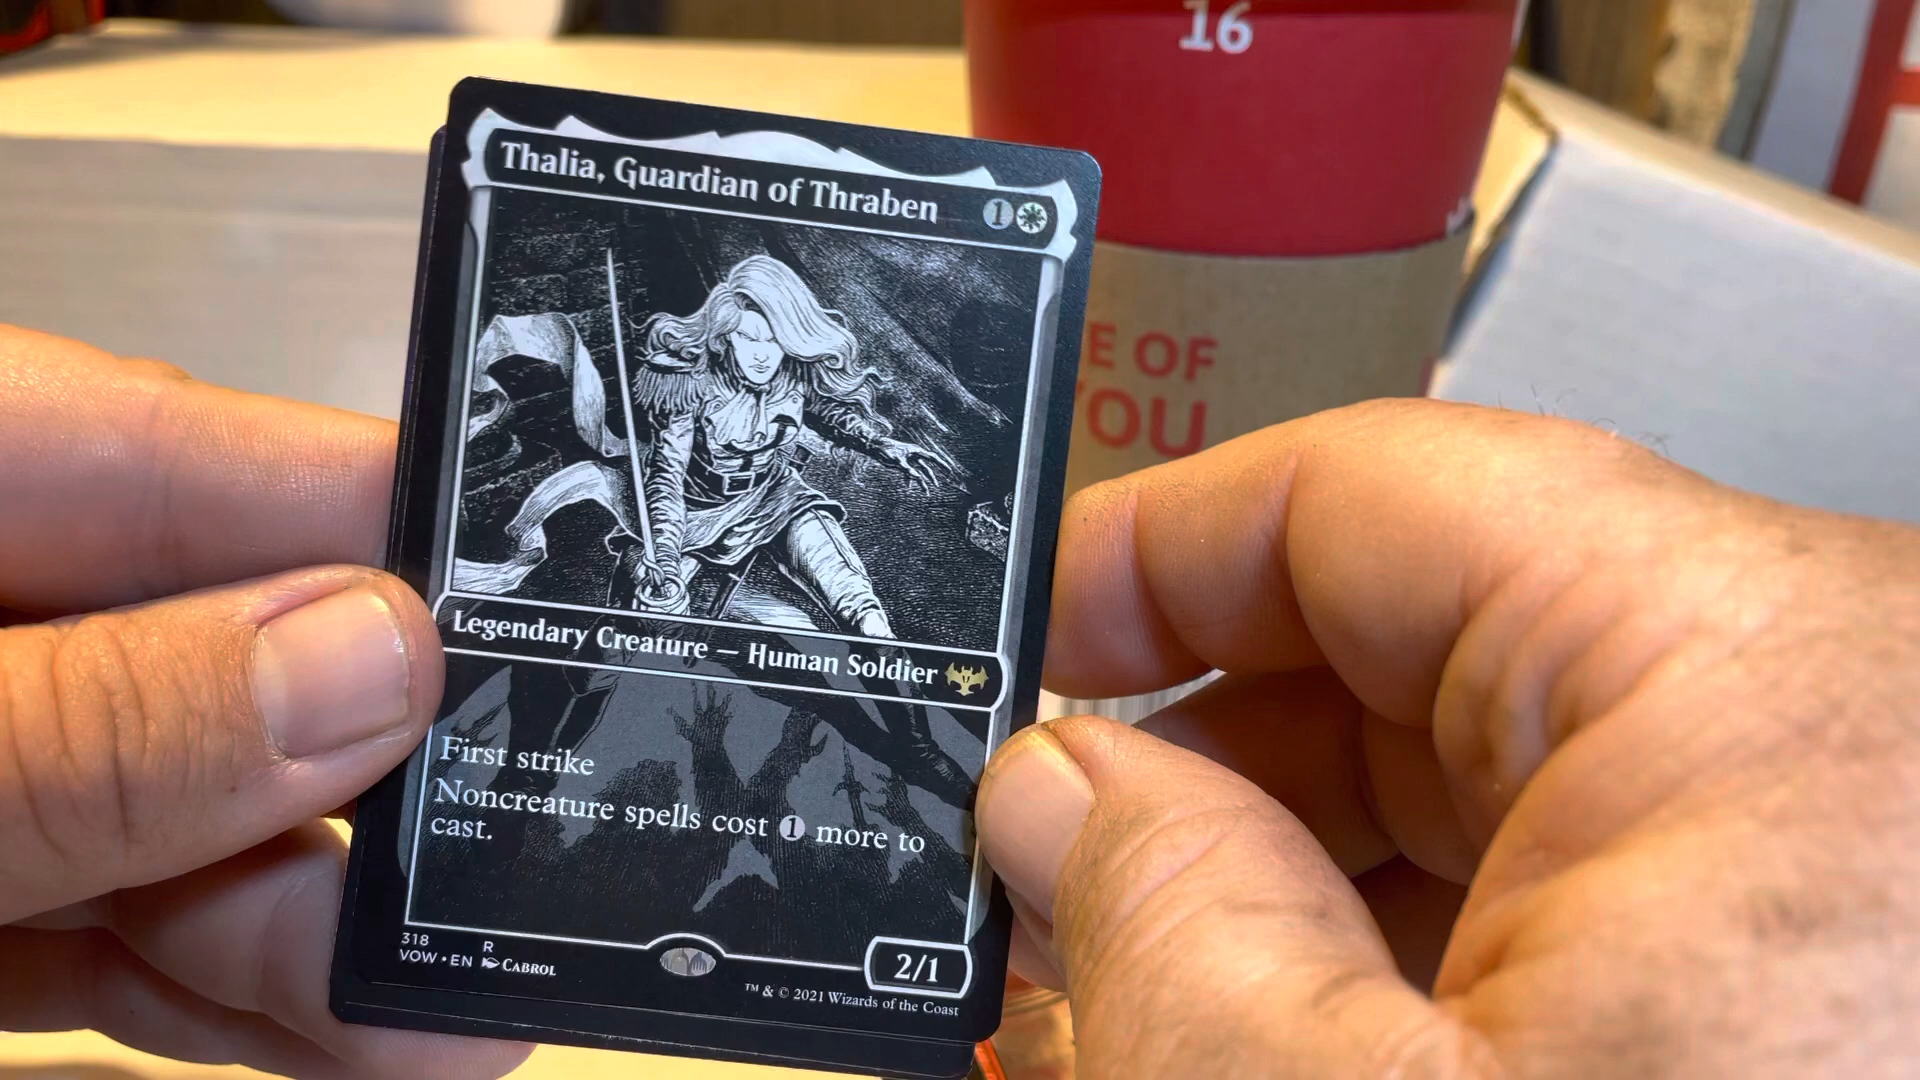 16
E OF
YOU
Thalia, Guardian of Thraben 1
Legendary Creature — Human Soldier
First strike
Noncreature spells cost 1 more to
cast.
318 R
VOW • EN CABROL
2/1
™ & © 2021 Wizards of the Coast